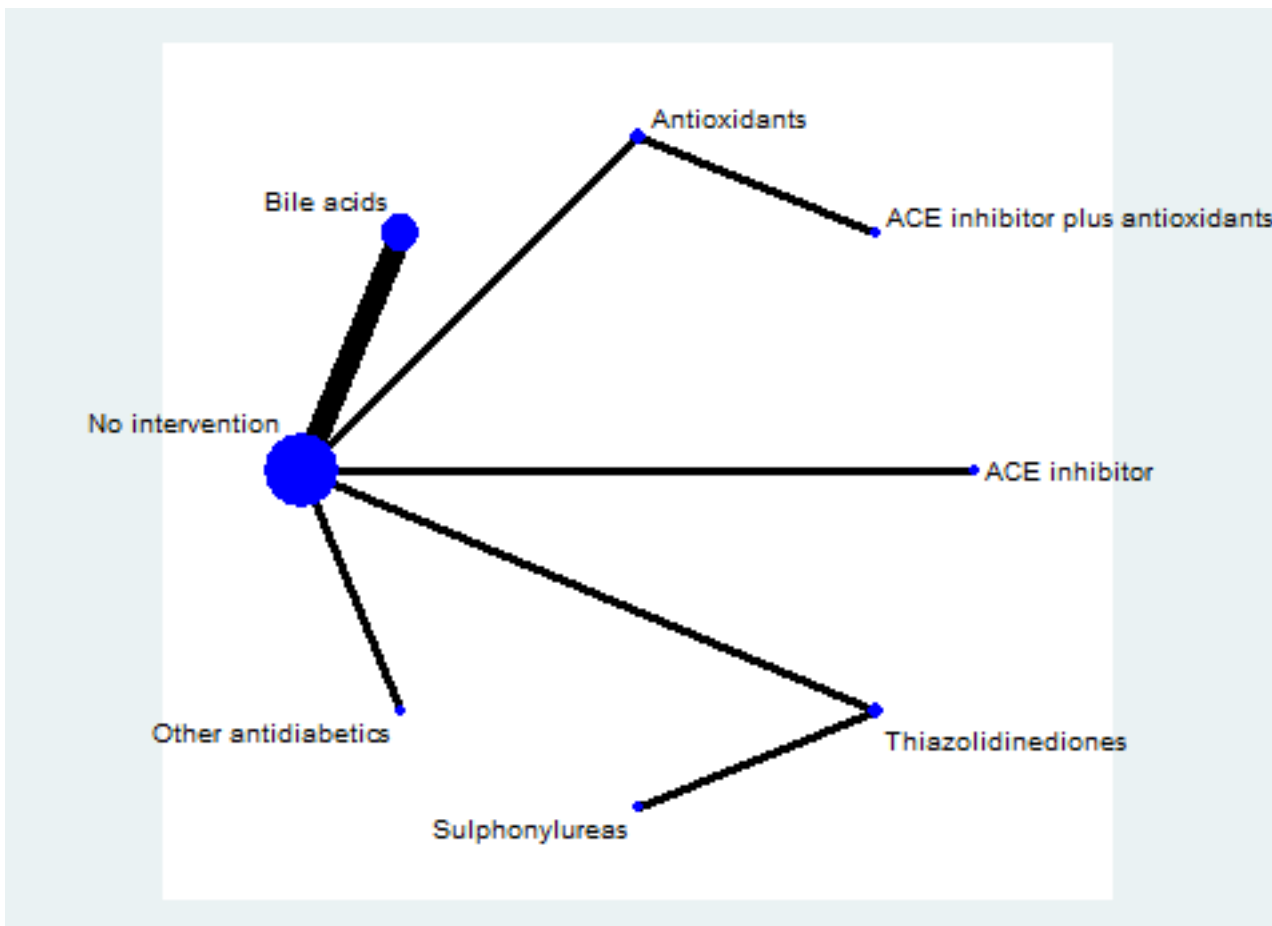 Antioxidants
Bile acids
ACE inhibitor plus antioxidants
No intervention
ACE inhibitor
Other antidiabetics
Thiazolidinediones
Sulphonylureas